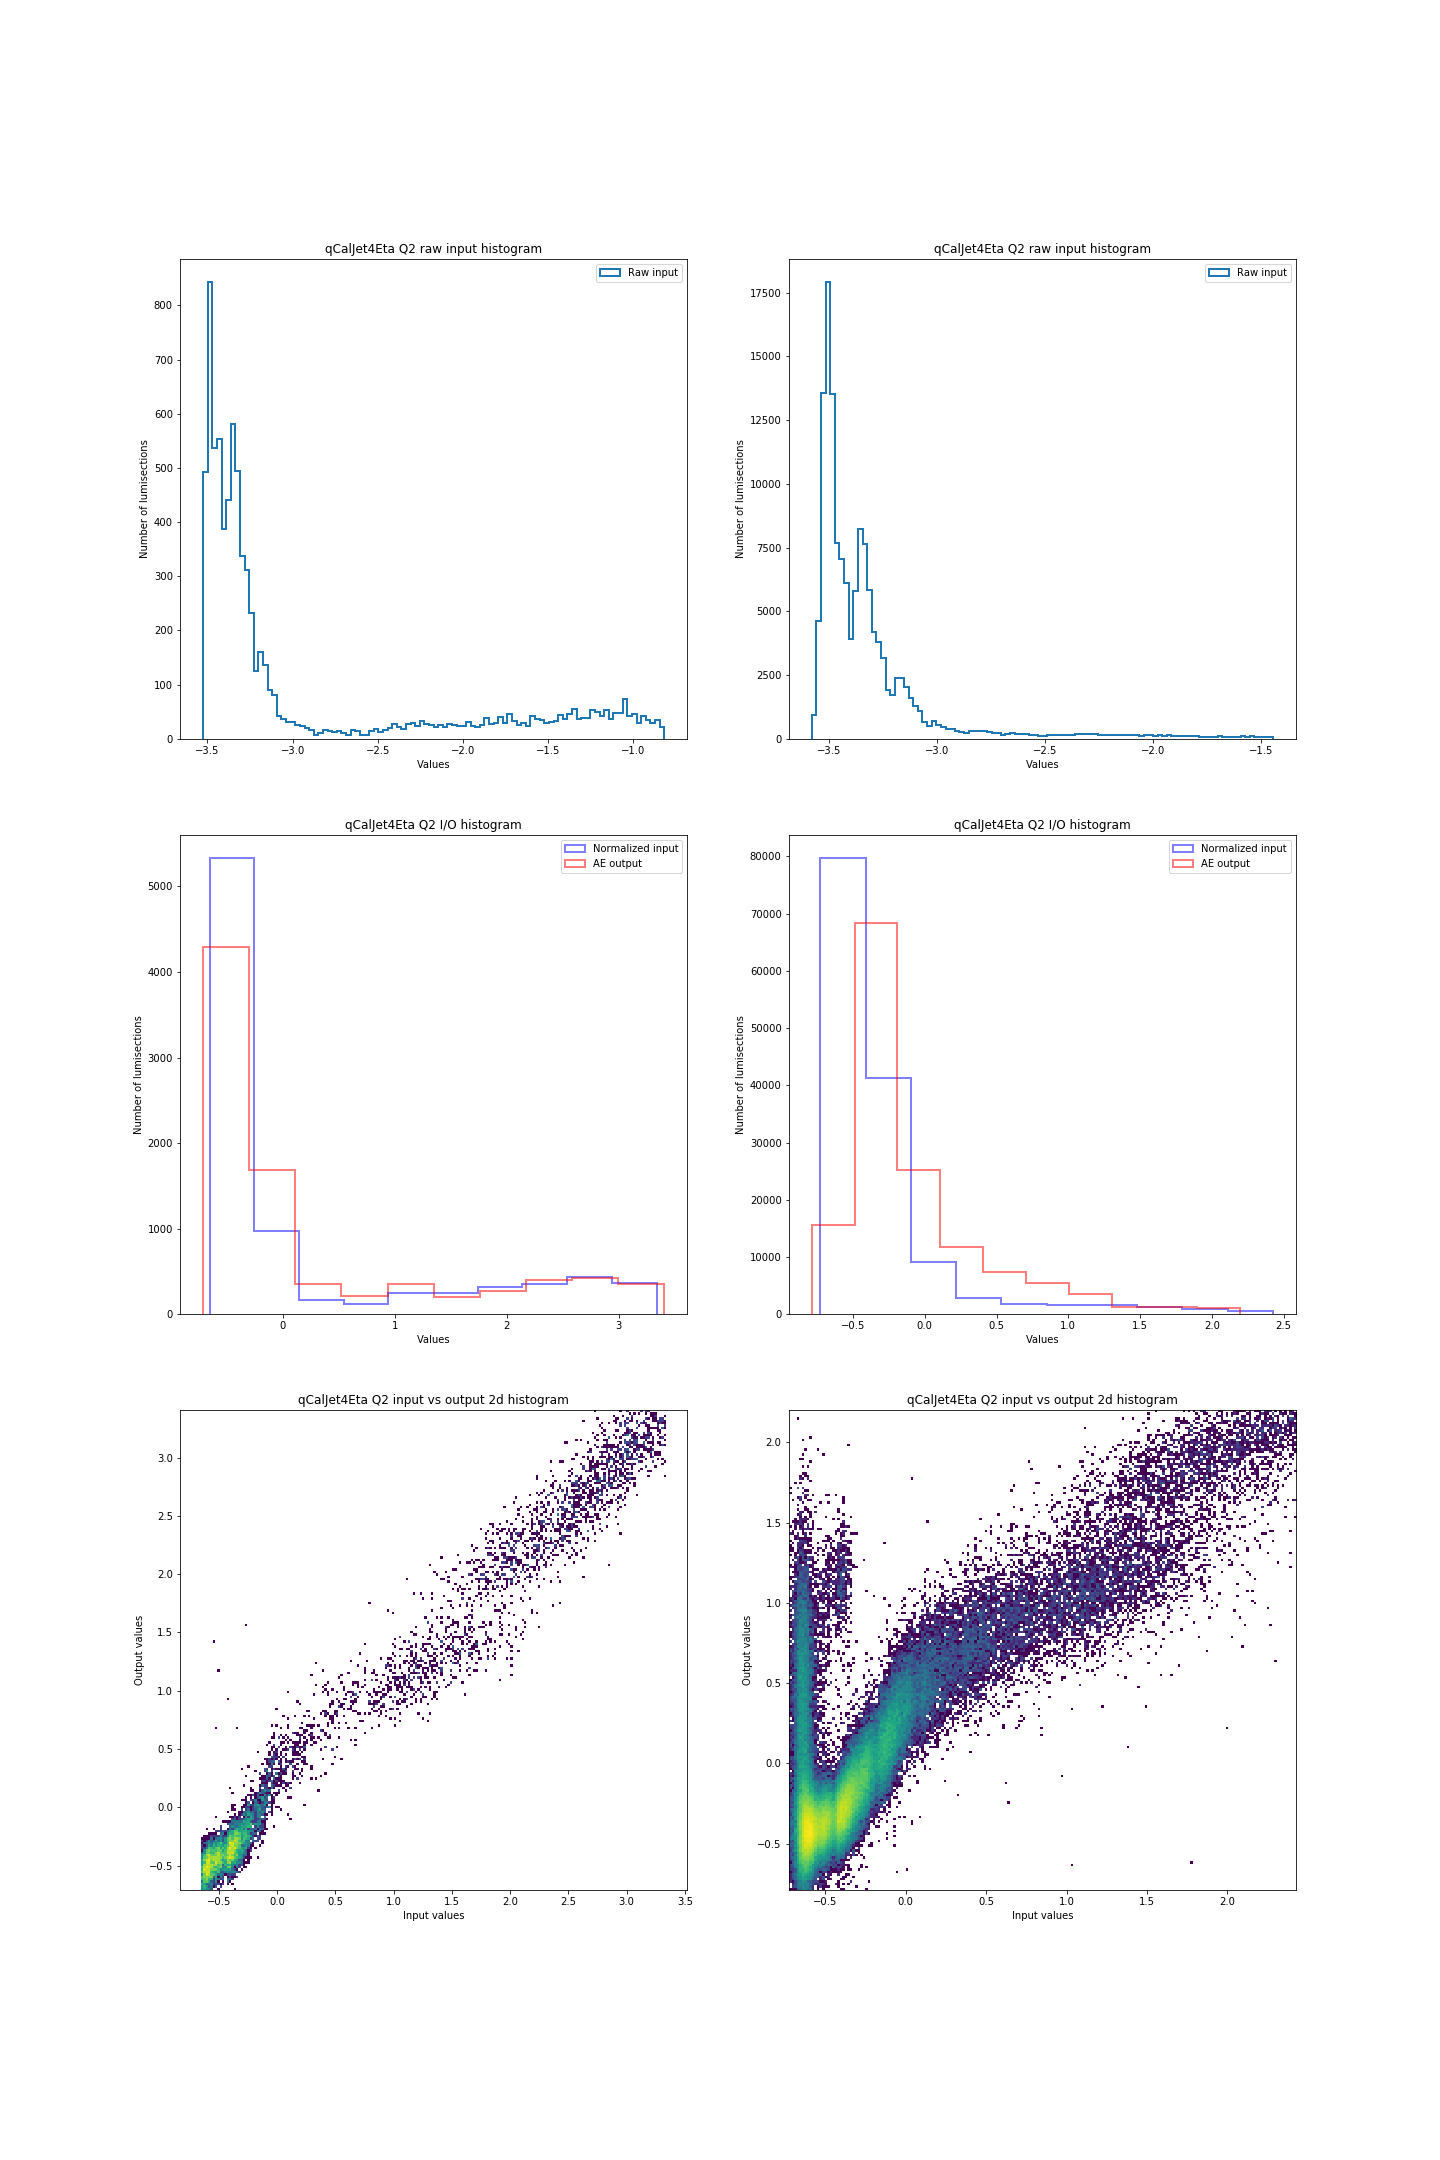 qCalJet4Eta Q2 raw input histogram
Raw input
800
700
600
500
400
300
200
100
0
Number of lumisections
−3.5 −3.0 −2.5 −2.0 −1.5 −1.0
Values
qCalJet4Eta Q2 raw input histogram
Raw input
17500
15000
12500
10000
7500
5000
2500
0
Number of lumisections
−3.5 −3.0 −2.5 −2.0 −1.5
Values
qCalJet4Eta Q2 I/O histogram
Normalized input
AE output
5000
4000
3000
2000
1000
0
Number of lumisections
0 1 2 3
Values
qCalJet4Eta Q2 I/O histogram
Normalized input
AE output
80000
70000
60000
50000
40000
30000
20000
10000
0
Number of lumisections
−0.5 0.0 0.5 1.0 1.5 2.0 2.5
Values
qCalJet4Eta Q2 input vs output 2d histogram
3.0
2.5
2.0
1.5
1.0
0.5
0.0
−0.5
Output values
−0.5 0.0 0.5 1.0 1.5 2.0 2.5 3.0 3.5
Input values
qCalJet4Eta Q2 input vs output 2d histogram
2.0
1.5
1.0
0.5
0.0
−0.5
Output values
−0.5 0.0 0.5 1.0 1.5 2.0
Input values